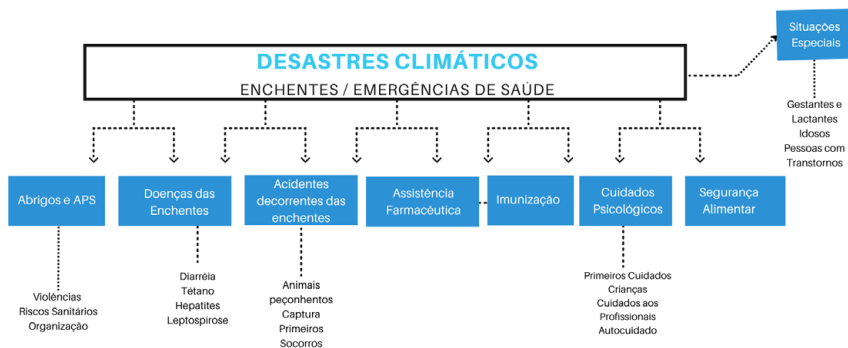 Situações
Especiais
DESASTRES CLIMÁTICOS
ENCHENTES / EMERGÊNCIAS DE SAÚDE
Gestantes e
Lactantes
Idosos
Pessoas com
Transtornos
Abrigos e APS
Doenças das
Enchentes
Acidentes
decorrentes das
enchentes
Assistência
Farmacêutica
Imunização
Cuidados
Psicológicos
Segurança
Alimentar
Violências
Riscos Sanitários
Organização
Diarréia
Tétano
Hepatites
Leptospirose
Animais
peçonhentos
Captura
Primeiros
Socorros
Primeiros Cuidados
Crianças
Cuidados aos
Profissionais
Autocuidado